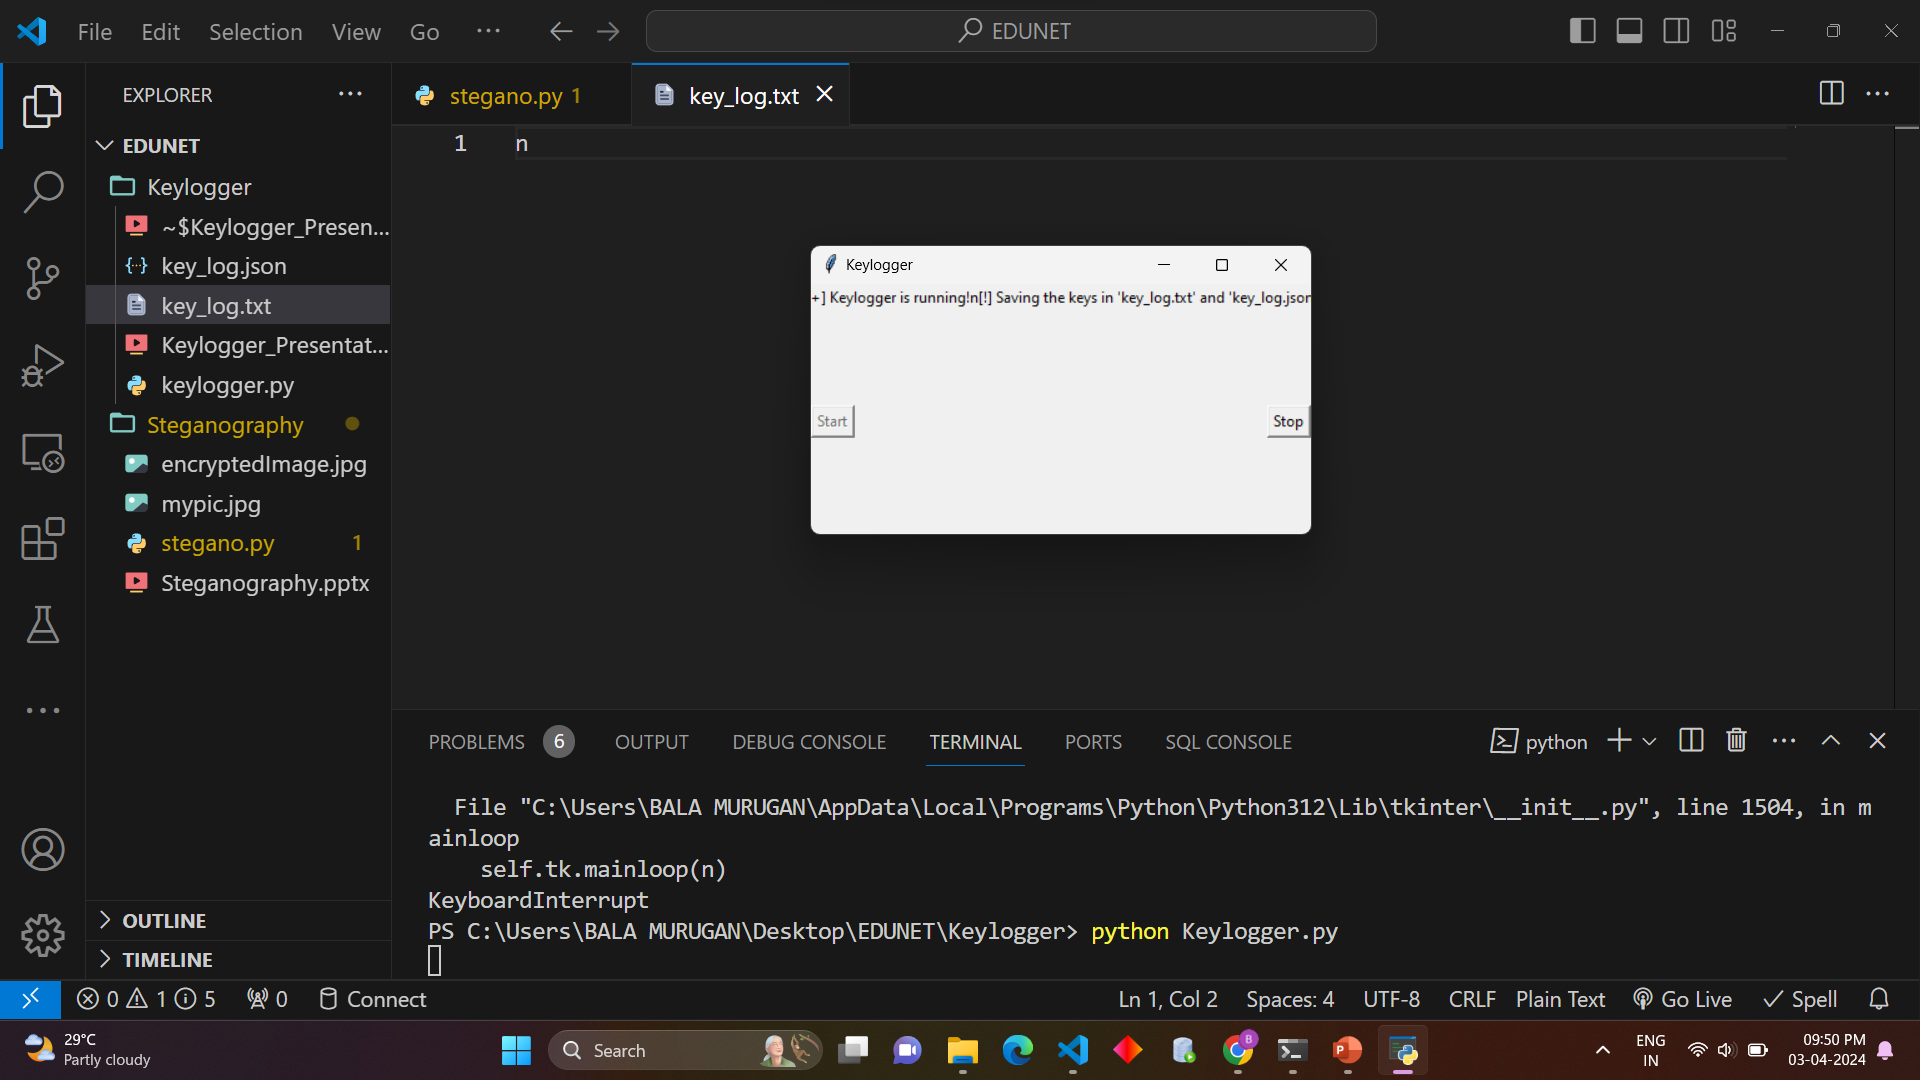 File Edit Selection View Go ··· EDUNET
EXPLORER ···
stegano.py 1 key_log.txt
EDUNET
Keylogger
~$Keylogger_Presen...
key_log.json
key_log.txt
Keylogger_Presentat...
keylogger.py
Steganography
encryptedImage.jpg
mypic.jpg
stegano.py 1
Steganography.pptx
OUTLINE
TIMELINE
1 n
Keylogger
+] Keylogger is running!n[!] Saving the keys in 'key_log.txt' and 'key_log.json
Start Stop
PROBLEMS 6 OUTPUT DEBUG CONSOLE TERMINAL PORTS SQL CONSOLE python
File "C:\Users\BALA MURUGAN\AppData\Local\Programs\Python\Python312\Lib\tkinter\__init__.py", line 1504, in m
ainloop
self.tk.mainloop(n)
KeyboardInterrupt
PS C:\Users\BALA MURUGAN\Desktop\EDUNET\Keylogger> python Keylogger.py
0 1 5 0 Connect Ln 1, Col 2 Spaces: 4 UTF-8 CRLF Plain Text Go Live Spell
29°C
Partly cloudy
Search
B
P
ENG
IN
09:50 PM
03-04-2024